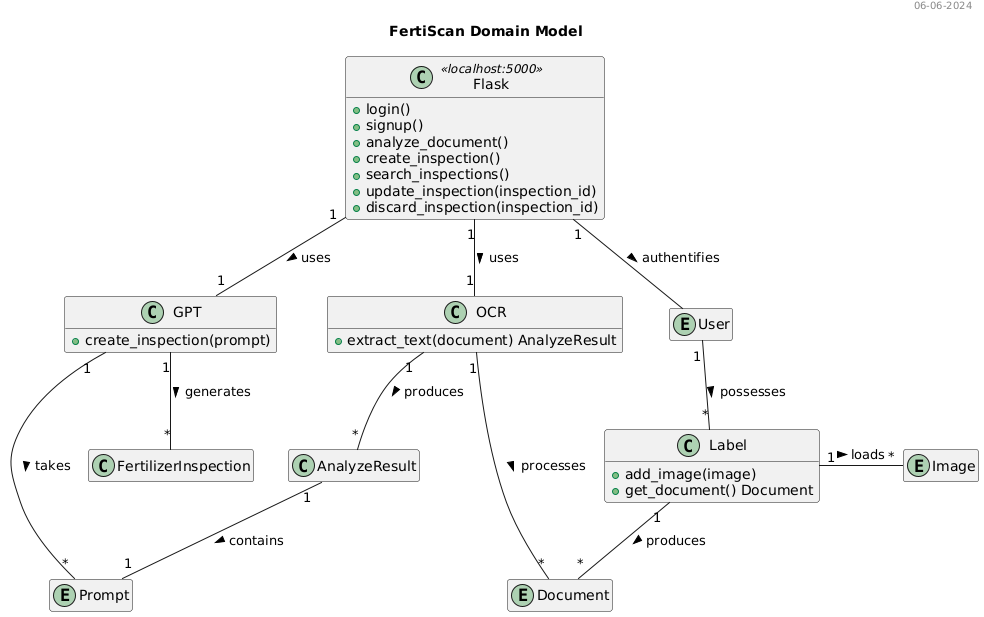 06-06-2024
FertiScan Domain Model
C «localhost:5000»
Flask
login()
signup()
analyze_document()
create_inspection()
search_inspections()
update_inspection(inspection_id)
discard_inspection(inspection_id)
1 1 1
uses uses authentifies
1 1
C GPT
create_inspection(prompt)
C OCR
extract_text(document) AnalyzeResult
E User
1 1 1 1 1
generates produces possesses
* * *
C Label
add_image(image)
get_document() Document
1 loads *
E Image
takes
C FertilizerInspection
C AnalyzeResult
processes
1 1
contains produces
* 1 * *
E Prompt
E Document